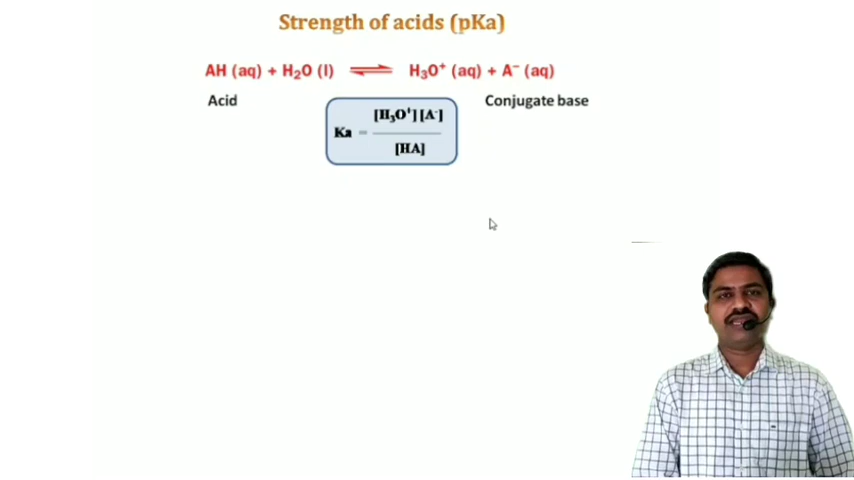 Strength of acids (pKa)
AH (aq) + H₂O (l) ⇌ H₃O⁺ (aq) + A⁻ (aq)
Acid
Conjugate base
Ka = [H₃O⁺] [A⁻] / [HA]